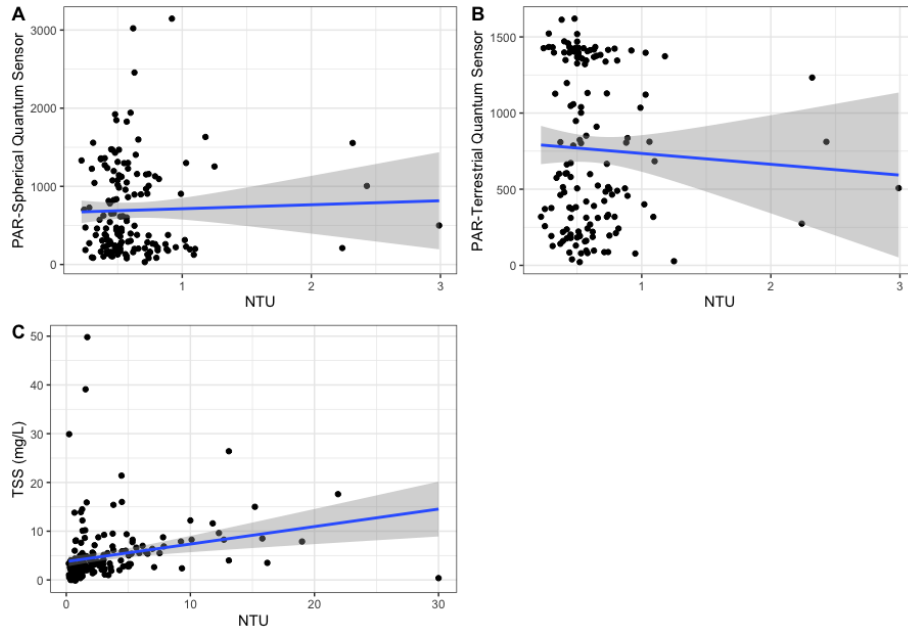 A
PAR-Spherical Quantum Sensor
3000
2000
1000
0
1
2
3
NTU
B
PAR-Terrestrial Quantum Sensor
1500
1000
500
0
0
1
2
3
NTU
C
TSS (mg/L)
50
40
30
20
10
0
0
10
20
30
NTU